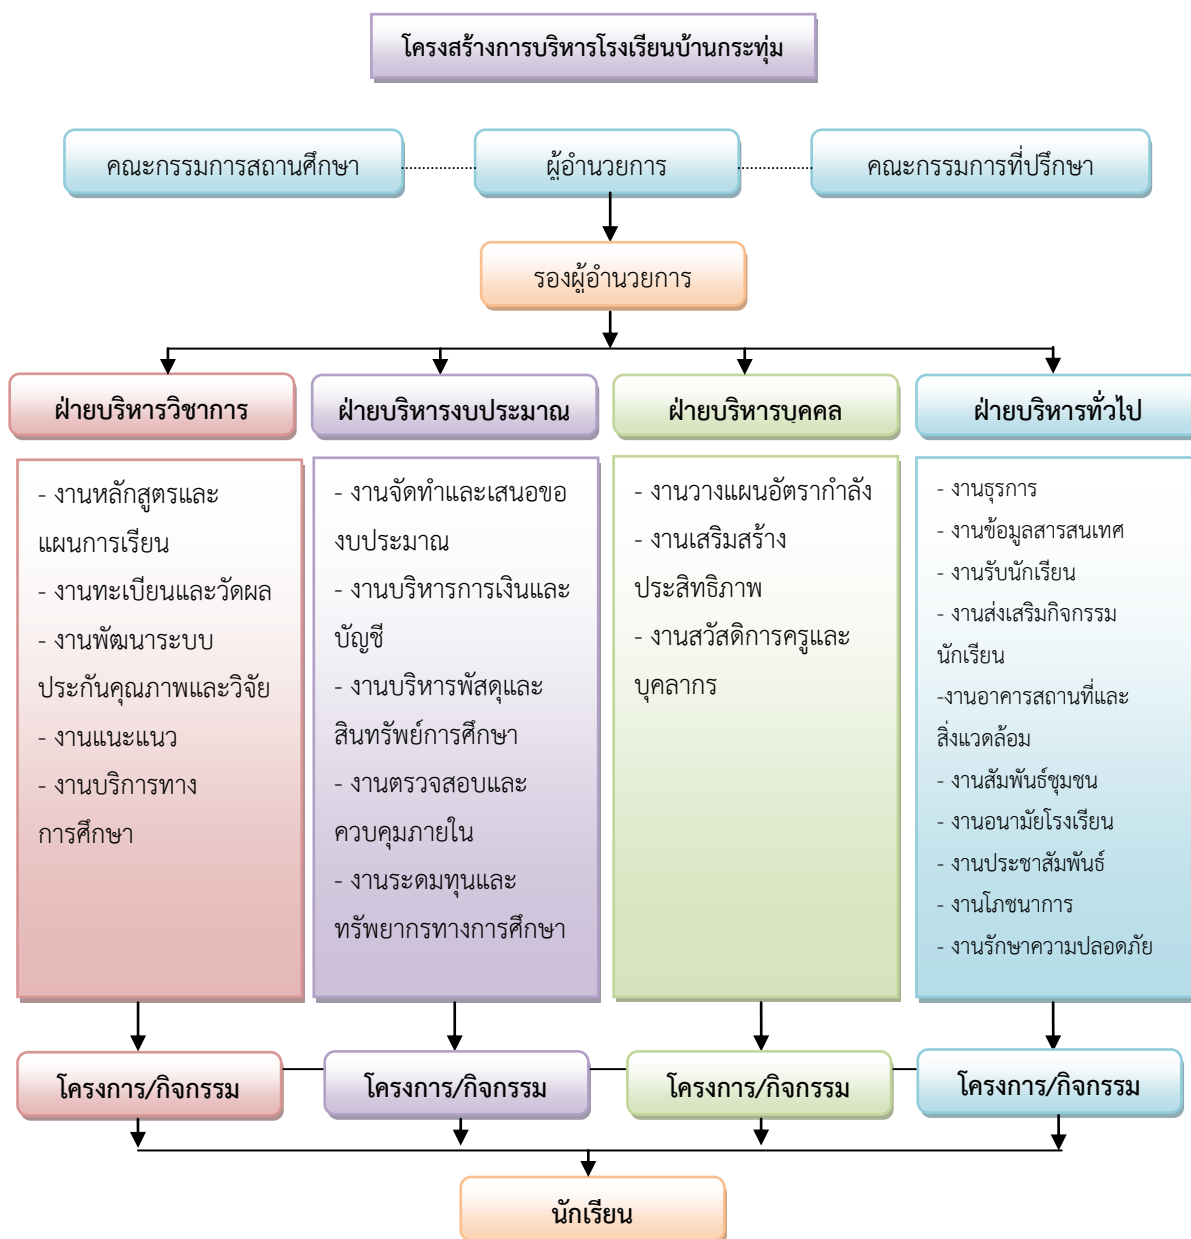 โครงสร้างการบริหารโรงเรียนบ้านกระทุ่ม
คณะกรรมการสถานศึกษา
ผู้อำนวยการ
คณะกรรมการที่ปรึกษา
รองผู้อำนวยการ
ฝ่ายบริหารวิชาการ
ฝ่ายบริหารงบประมาณ
ฝ่ายบริหารบุคคล
ฝ่ายบริหารทั่วไป
- งานหลักสูตรและ
แผนการเรียน
- งานทะเบียนและวัดผล
- งานพัฒนาระบบ
ประกันคุณภาพและวิจัย
- งานแนะแนว
- งานบริการทาง
การศึกษา
- งานจัดทำและเสนอขอ
งบประมาณ
- งานบริหารการเงินและ
บัญชี
- งานบริหารพัสดุและ
สินทรัพย์การศึกษา
- งานตรวจสอบและ
ควบคุมภายใน
- งานระดมทุนและ
ทรัพยากรทางการศึกษา
- งานวางแผนอัตรากำลัง
- งานเสริมสร้าง
ประสิทธิภาพ
- งานสวัสดิการครูและ
บุคลากร
- งานธุรการ
- งานข้อมูลสารสนเทศ
- งานรับนักเรียน
- งานส่งเสริมกิจกรรม
นักเรียน
-งานอาคารสถานที่และ
สิ่งแวดล้อม
- งานสัมพันธ์ชุมชน
- งานอนามัยโรงเรียน
- งานประชาสัมพันธ์
- งานโภชนาการ
- งานรักษาความปลอดภัย
โครงการ/กิจกรรม
โครงการ/กิจกรรม
โครงการ/กิจกรรม
โครงการ/กิจกรรม
นักเรียน